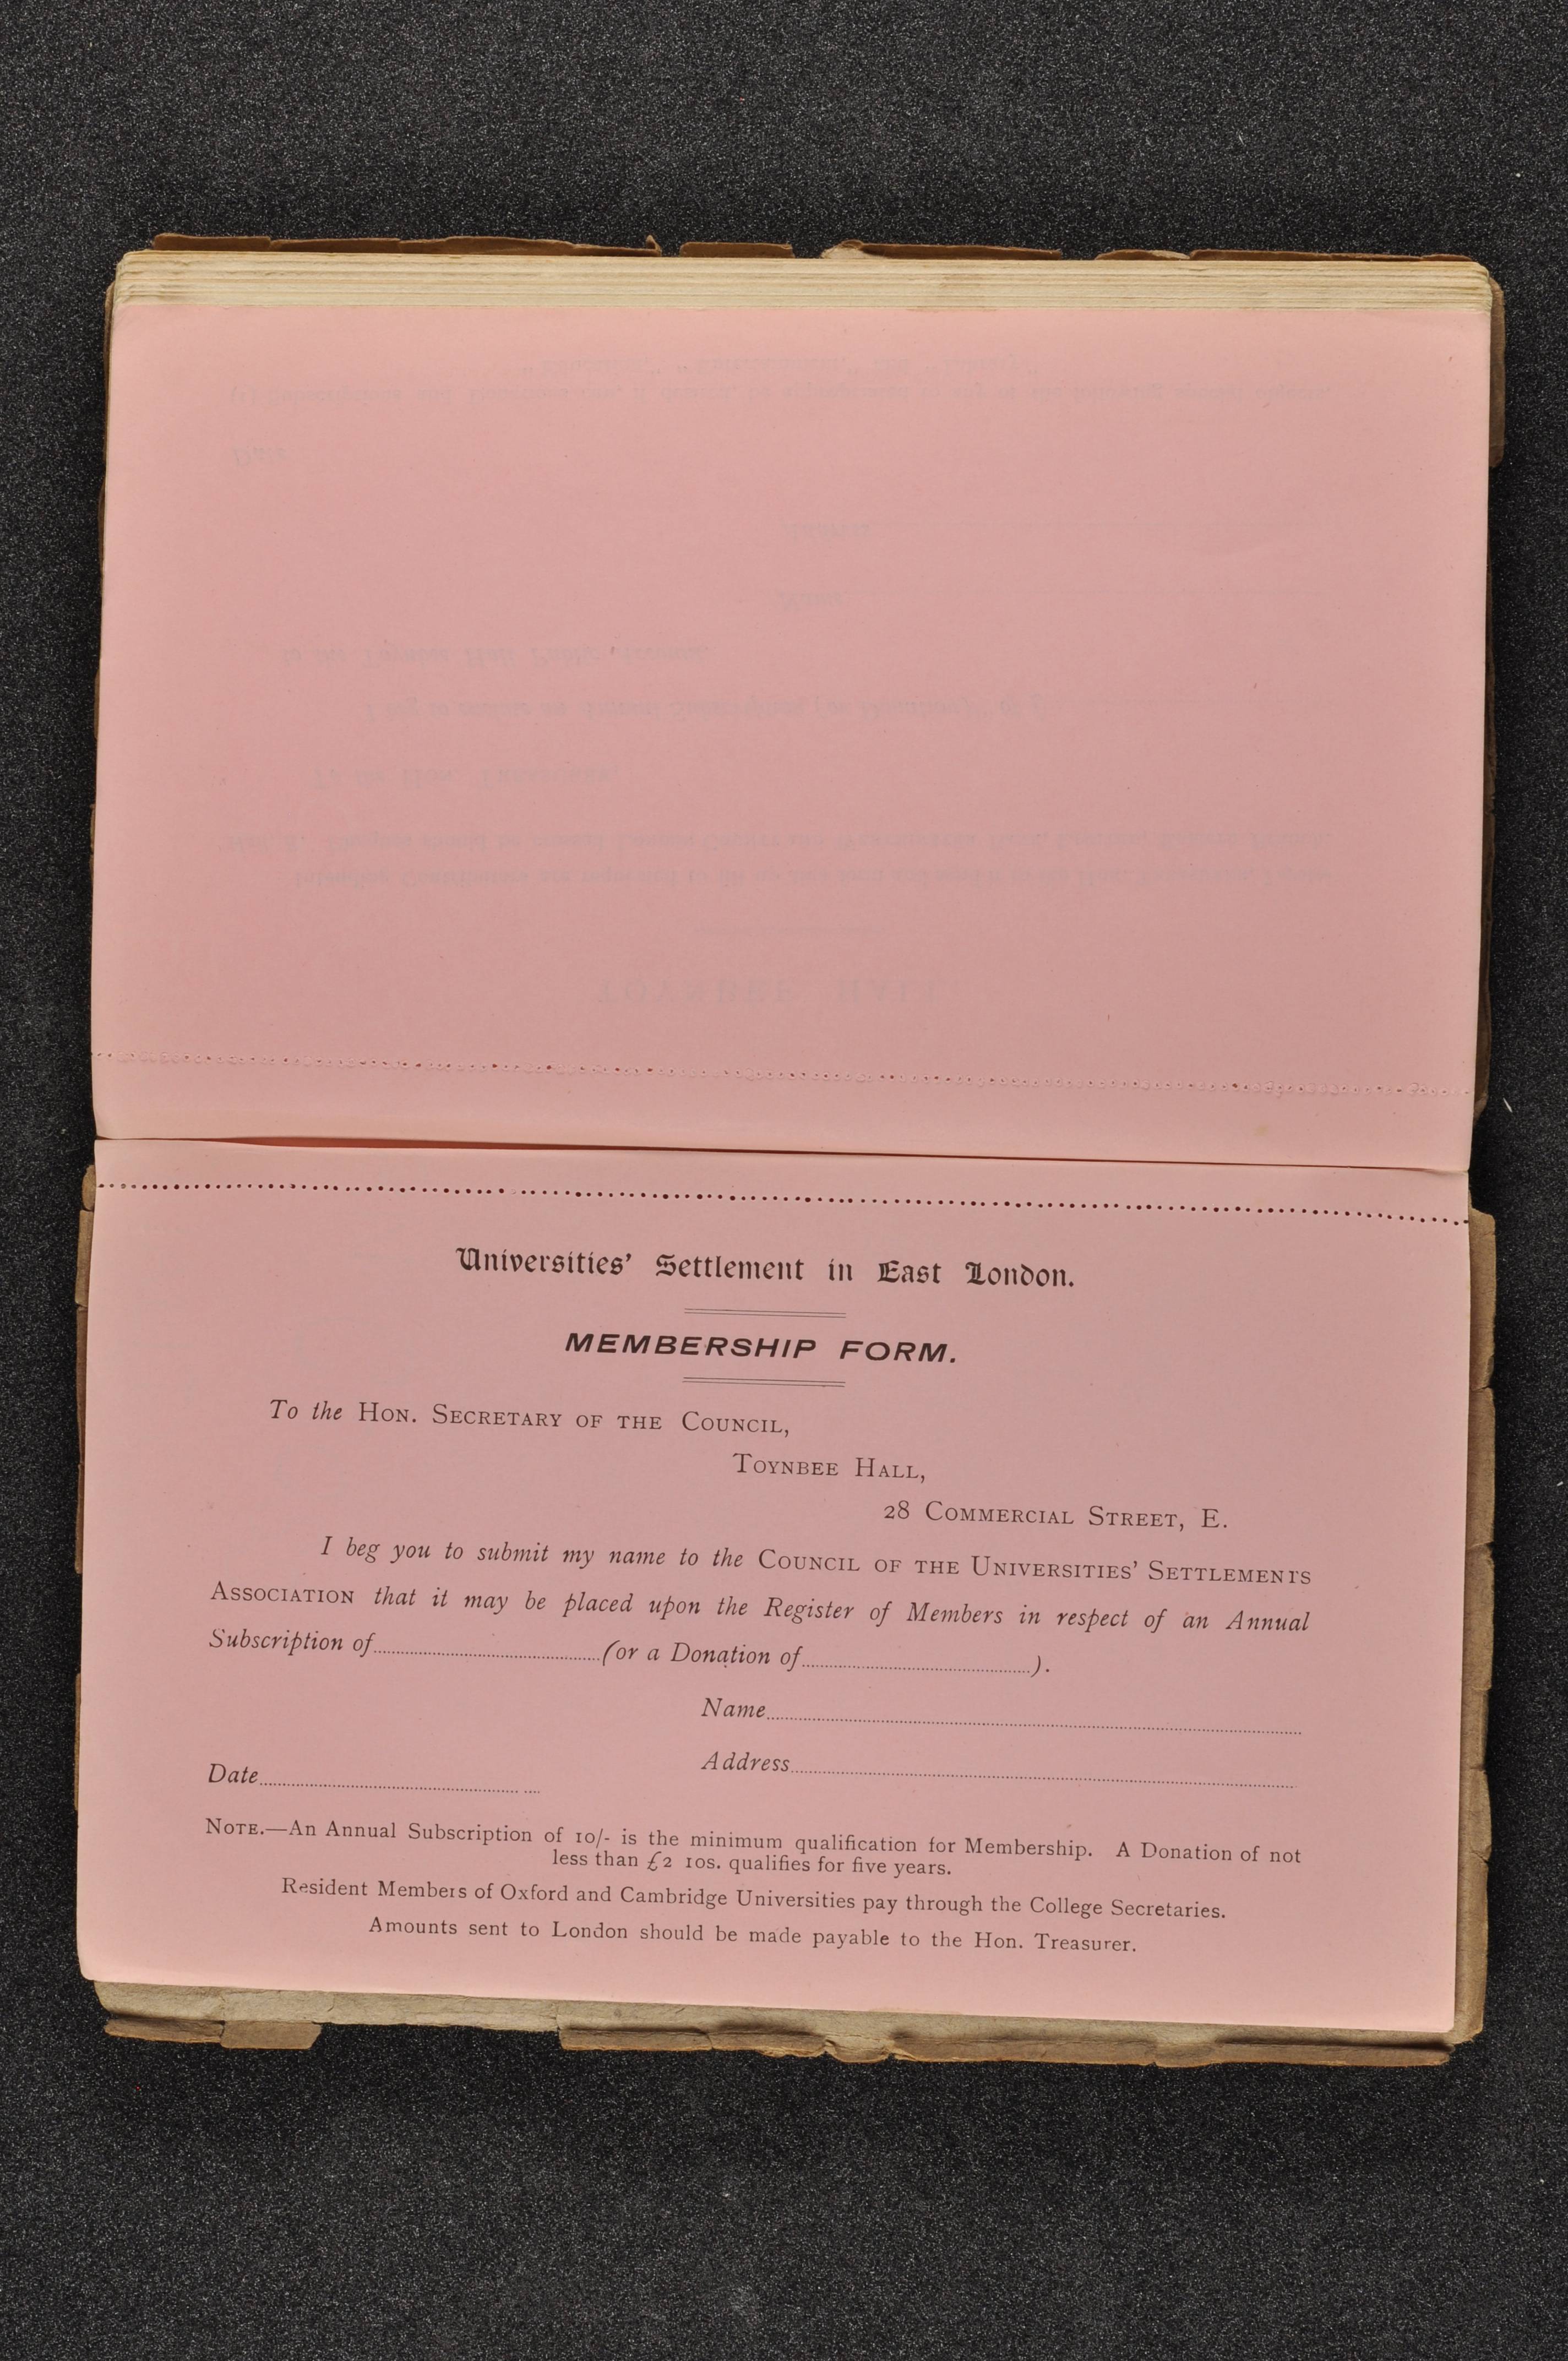 Universities' Settlement in East London.
MEMBERSHIP FORM.
To the HON. SECRETARY OF THE COUNCIL,
TOYNBEE HALL,
28 COMMERCIAL STREET, E.
I beg you to submit my name to the COUNCIL OF THE UNIVERSITIES' SETTLEMENTS
ASSOCIATION that it may be placed upon the Register of Members in respect of an Annual
Subscription of (or a Donation of ).
Name
Address
Date
NOTE.—An Annual Subscription of 10/- is the minimum qualification for Membership. A Donation of not
less than £2 10s. qualifies for five years.
Resident Members of Oxford and Cambridge Universities pay through the College Secretaries.
Amounts sent to London should be made payable to the Hon. Treasurer.